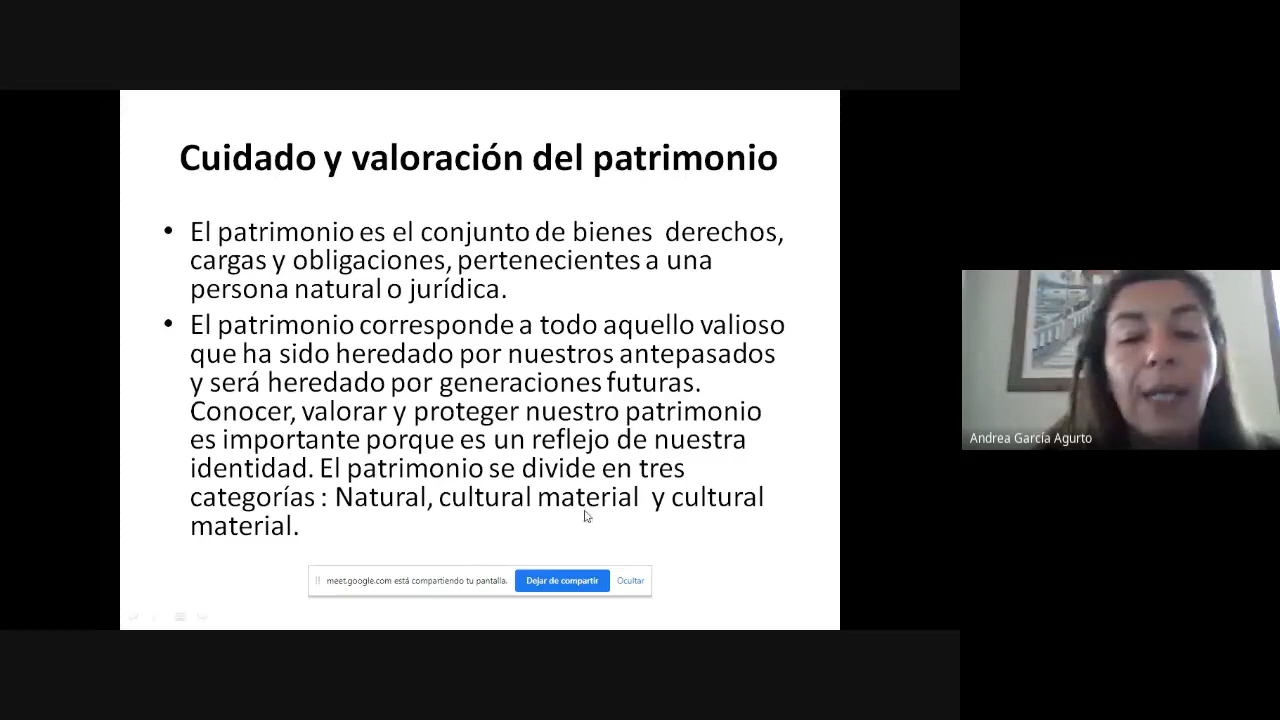 Cuidado y valoración del patrimonio
• El patrimonio es el conjunto de bienes derechos,
cargas y obligaciones, pertenecientes a una
persona natural o jurídica.
• El patrimonio corresponde a todo aquello valioso
que ha sido heredado por nuestros antepasados
y será heredado por generaciones futuras.
Conocer, valorar y proteger nuestro patrimonio
es importante porque es un reflejo de nuestra
identidad. El patrimonio se divide en tres
categorías : Natural, cultural material y cultural
material.
meet.google.com está compartiendo tu pantalla. Dejar de compartir Ocultar
Andrea García Agurto